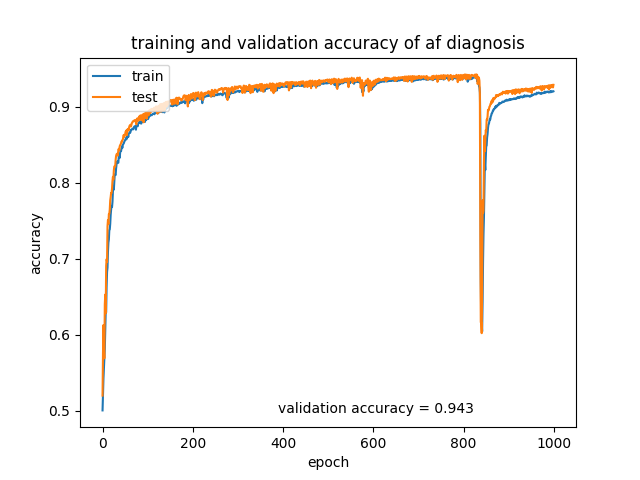 training and validation accuracy of af diagnosis
train
test
accuracy
0.9
0.8
0.7
0.6
0.5
validation accuracy = 0.943
0 200 400 600 800 1000
epoch